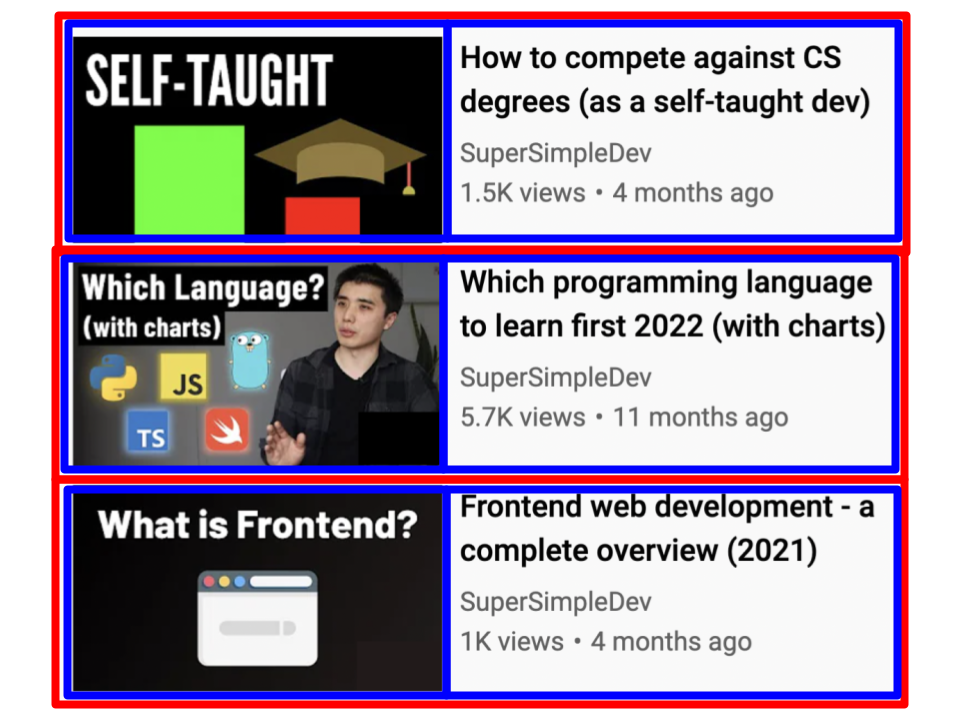 SELF-TAUGHT
How to compete against CS
degrees (as a self-taught dev)
SuperSimpleDev
1.5K views • 4 months ago
Which Language?
(with charts)
JS
TS
Which programming language
to learn first 2022 (with charts)
SuperSimpleDev
5.7K views • 11 months ago
What is Frontend?
Frontend web development - a
complete overview (2021)
SuperSimpleDev
1K views • 4 months ago